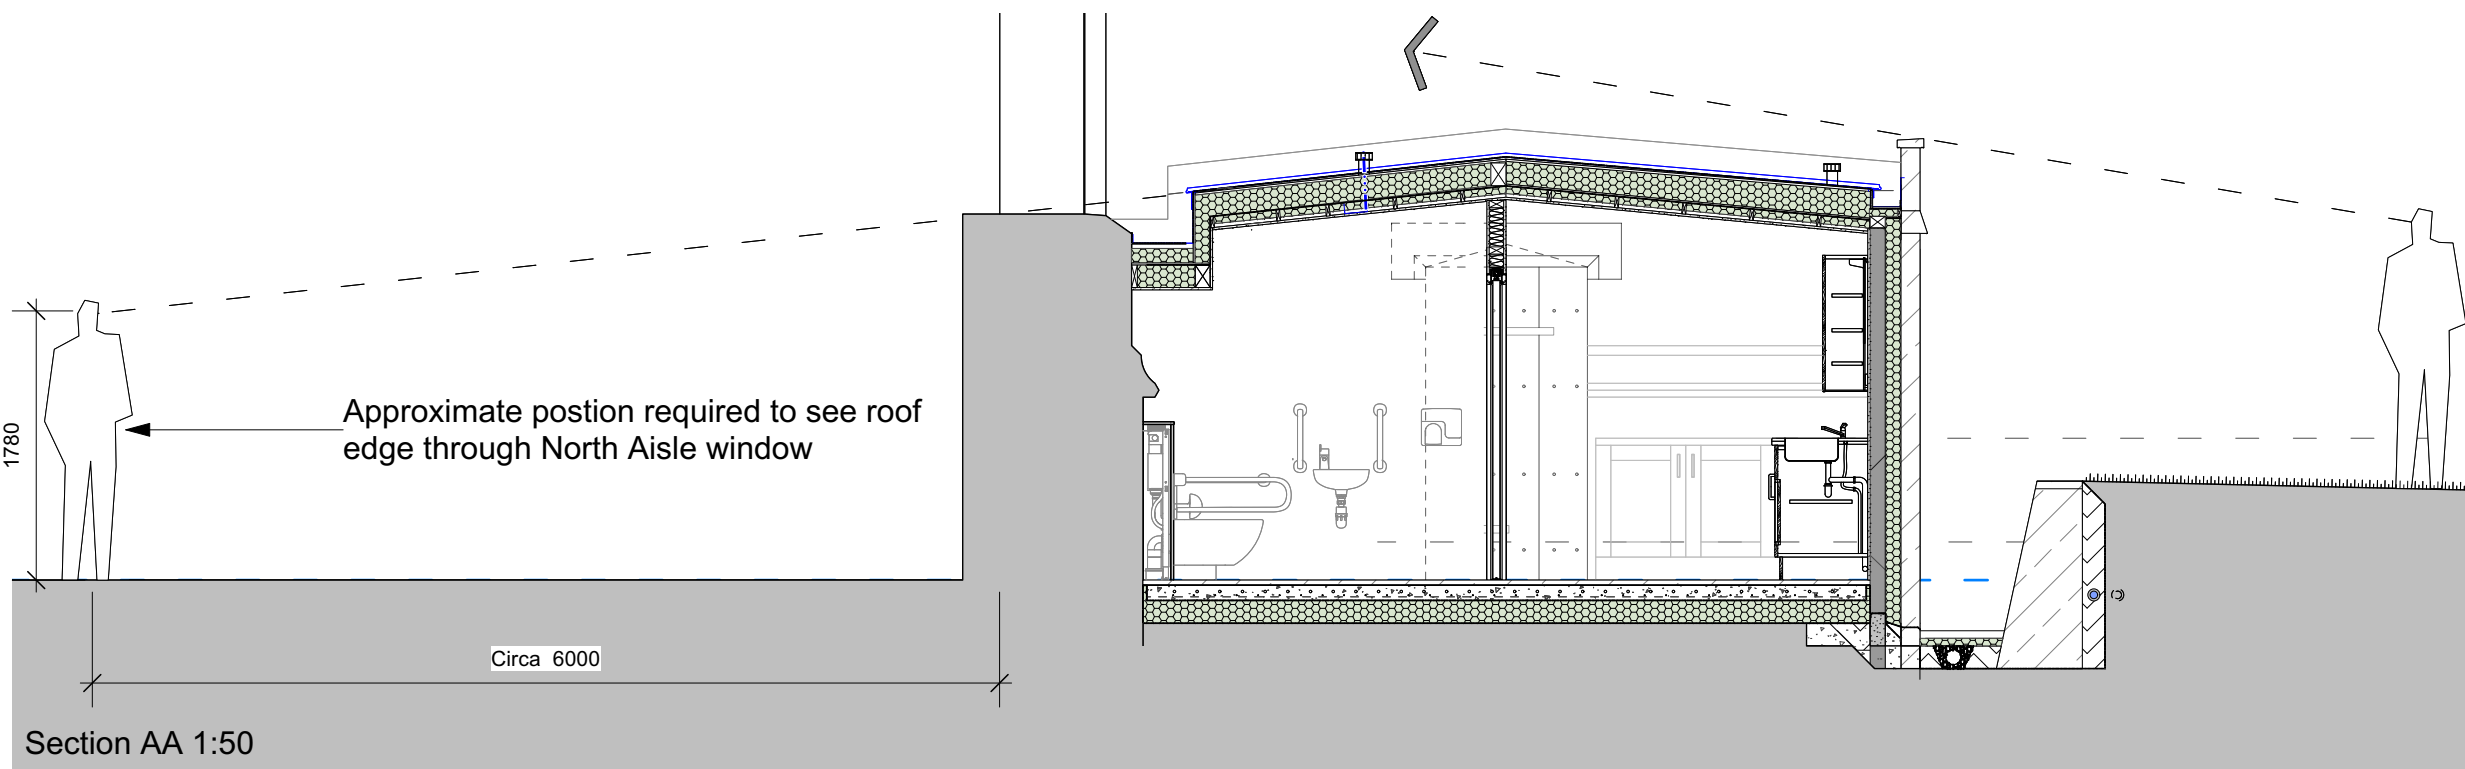 Approximate postion required to see roof
edge through North Aisle window
1780
Circa 6000
Section AA 1:50